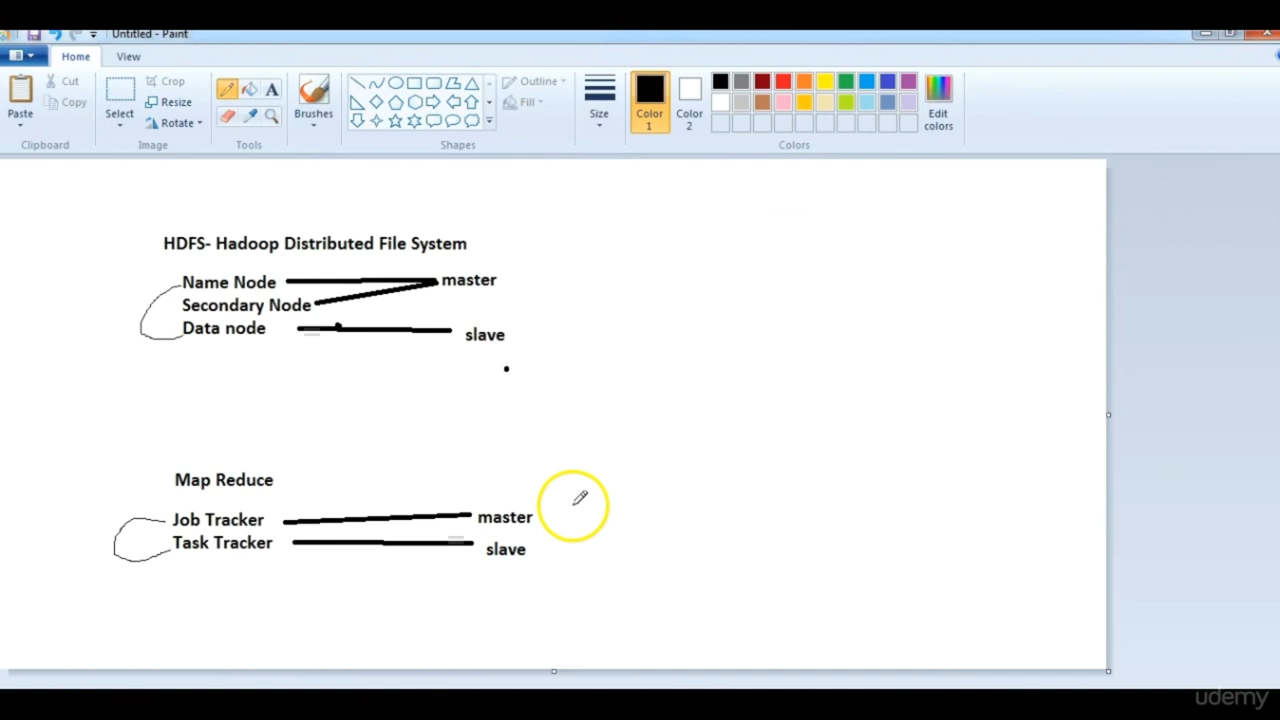 Untitled - Paint
Home View
Paste Cut Copy Clipboard
Select Crop Resize Rotate Image
Tools
Brushes
Shapes Outline Fill
Size
Color 1 Color 2 Edit colors Colors
HDFS- Hadoop Distributed File System
Name Node master
Secondary Node
Data node slave
Map Reduce
Job Tracker master
Task Tracker slave
udemy